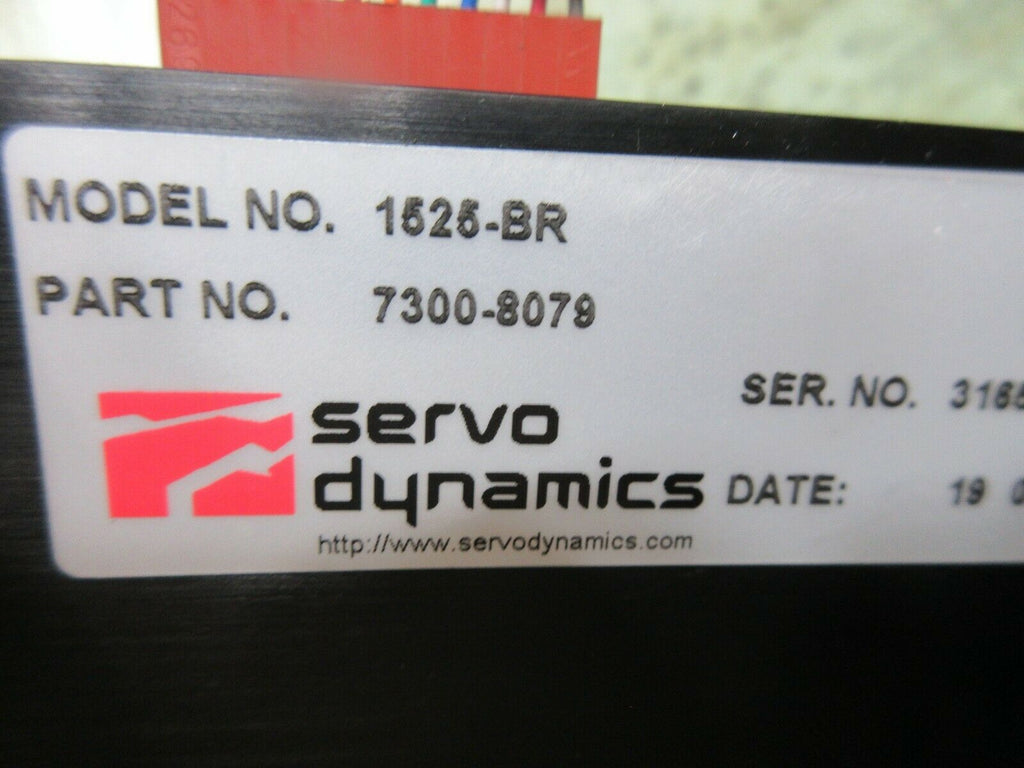 MODEL NO. 1525-BR
PART NO. 7300-8079
SER. NO. 3165
servo
dynamics
DATE: 19 0
http://www.servodynamics.com